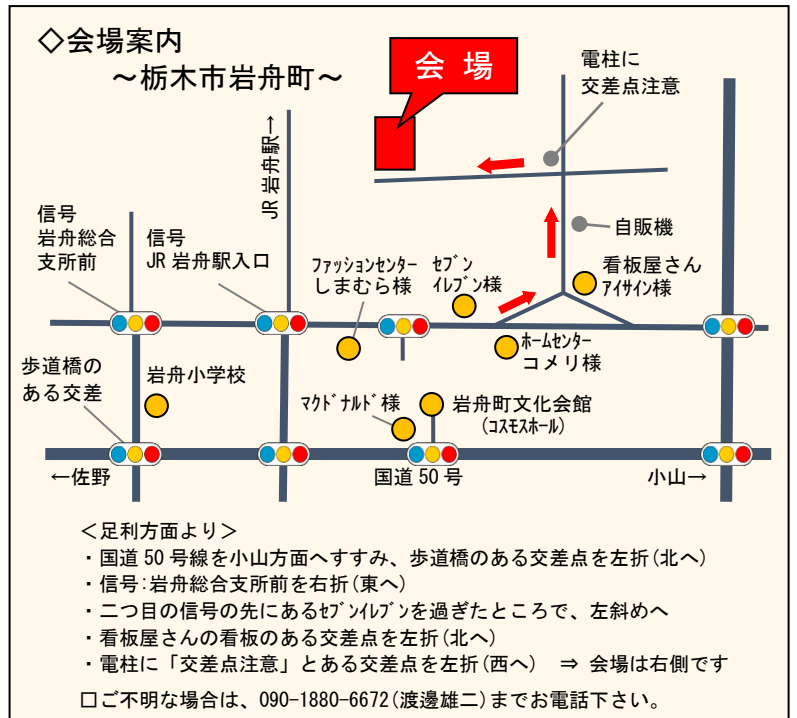 ◇会場案内
～栃木市岩舟町～
会 場
電柱に
交差点注意
JR 岩舟駅→
自販機
信号
岩舟総合
支所前
信号
JR 岩舟駅入口
ﾌｧｯｼｮﾝｾﾝﾀｰ
しまむら様
ｾﾌﾞﾝ
ｲﾚﾌﾞﾝ様
看板屋さん
ｱｲｻｲﾝ様
ﾎｰﾑｾﾝﾀｰ
コメリ様
歩道橋の
ある交差
岩舟小学校
ﾏｸﾄﾞﾅﾙﾄﾞ様
岩舟町文化会館
(ｺｽﾓｽﾎｰﾙ)
←佐野
国道 50 号
小山→
＜足利方面より＞
・国道 50 号線を小山方面へすすみ、歩道橋のある交差点を左折(北へ)
・信号:岩舟総合支所前を右折(東へ)
・二つ目の信号の先にあるｾﾌﾞﾝｲﾚﾌﾞﾝを過ぎたところで、左斜めへ
・看板屋さんの看板のある交差点を左折(北へ)
・電柱に「交差点注意」とある交差点を左折(西へ) ⇒ 会場は右側です
□ご不明な場合は、090-1880-6672(渡邊雄二)までお電話下さい。